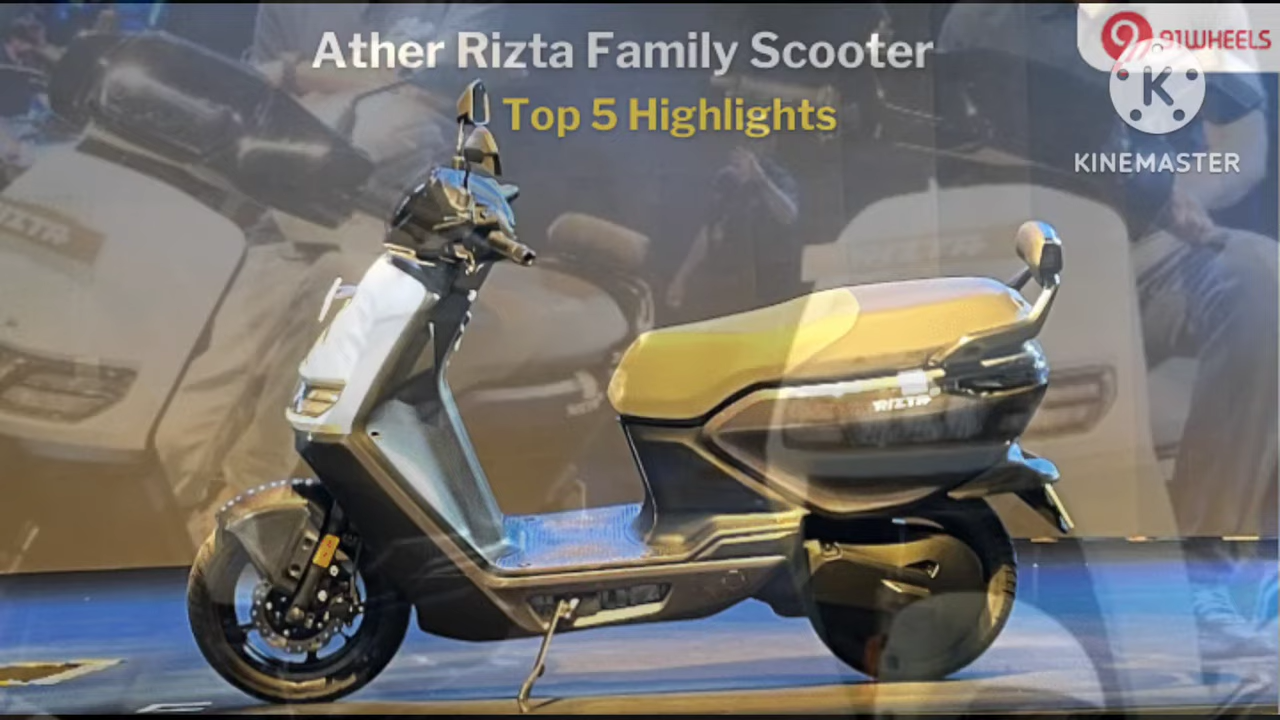 Ather Rizta Family Scooter
Top 5 Highlights
91WHEELS
K
KINEMASTER
RIZTA
RIZTA